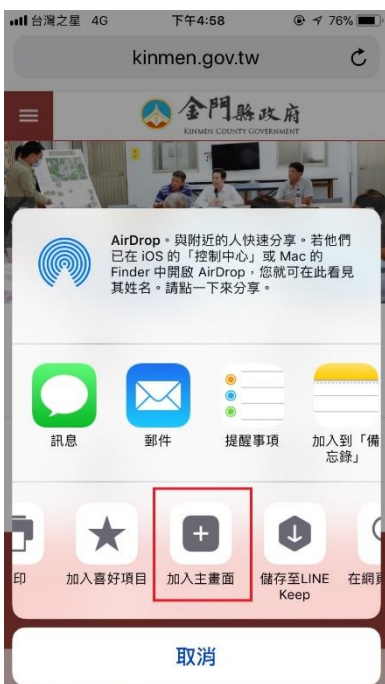 台灣之星 4G 下午4:58 76%
kinmen.gov.tw
金門縣政府
KINMEN COUNTY GOVERNMENT
AirDrop。與附近的人快速分享。若他們
已在 iOS 的「控制中心」或 Mac 的
Finder 中開啟 AirDrop，您就可在此看見
其姓名。請點一下來分享。
訊息 郵件 提醒事項 加入到「備
忘錄」
印 加入喜好項目 加入主畫面 儲存至LINE 在網頁
Keep
取消